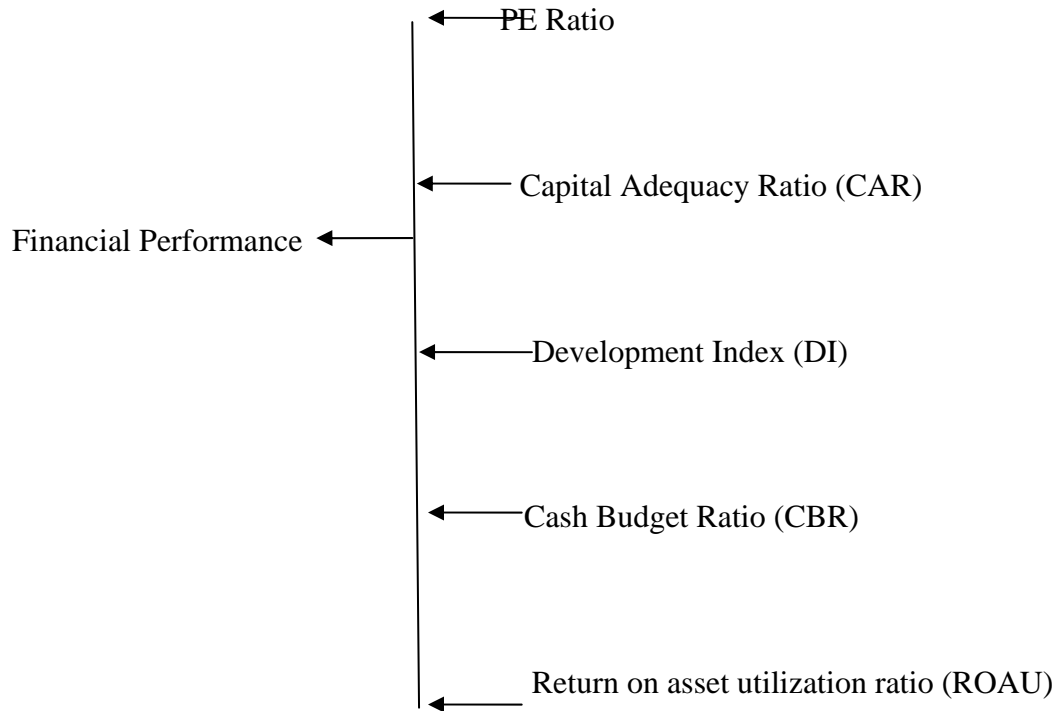 PE Ratio
Capital Adequacy Ratio (CAR)
Financial Performance
Development Index (DI)
Cash Budget Ratio (CBR)
Return on asset utilization ratio (ROAU)